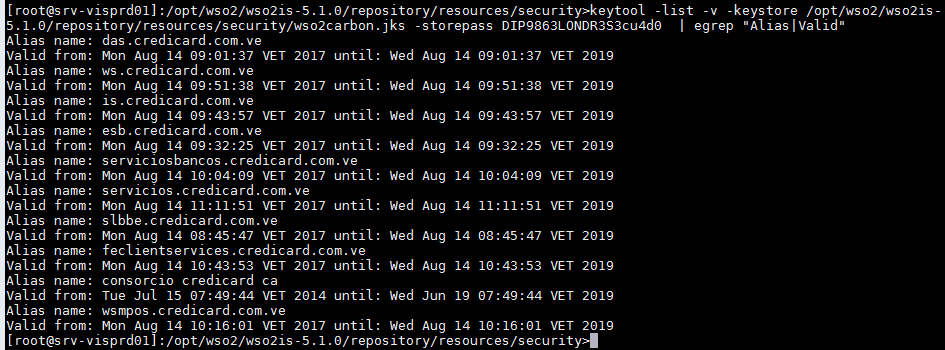 [root@srv-visprd01]:/opt/wso2/wso2is-5.1.0/repository/resources/security>keytool -list -v -keystore /opt/wso2/wso2is-
5.1.0/repository/resources/security/wso2carbon.jks -storepass DIP9863LONDR3S3cu4d0  | egrep "Alias|Valid"
Alias name: das.credicard.com.ve
Valid from: Mon Aug 14 09:01:37 VET 2017 until: Wed Aug 14 09:01:37 VET 2019
Alias name: ws.credicard.com.ve
Valid from: Mon Aug 14 09:51:38 VET 2017 until: Wed Aug 14 09:51:38 VET 2019
Alias name: is.credicard.com.ve
Valid from: Mon Aug 14 09:43:57 VET 2017 until: Wed Aug 14 09:43:57 VET 2019
Alias name: esb.credicard.com.ve
Valid from: Mon Aug 14 09:32:25 VET 2017 until: Wed Aug 14 09:32:25 VET 2019
Alias name: serviciosbancos.credicard.com.ve
Valid from: Mon Aug 14 10:04:09 VET 2017 until: Wed Aug 14 10:04:09 VET 2019
Alias name: servicios.credicard.com.ve
Valid from: Mon Aug 14 11:11:51 VET 2017 until: Wed Aug 14 11:11:51 VET 2019
Alias name: slbbe.credicard.com.ve
Valid from: Mon Aug 14 08:45:47 VET 2017 until: Wed Aug 14 08:45:47 VET 2019
Alias name: feclientservices.credicard.com.ve
Valid from: Mon Aug 14 10:43:53 VET 2017 until: Wed Aug 14 10:43:53 VET 2019
Alias name: consorcio credicard ca
Valid from: Tue Jul 15 07:49:44 VET 2014 until: Wed Jun 19 07:49:44 VET 2019
Alias name: wsmpos.credicard.com.ve
Valid from: Mon Aug 14 10:16:01 VET 2017 until: Wed Aug 14 10:16:01 VET 2019
[root@srv-visprd01]:/opt/wso2/wso2is-5.1.0/repository/resources/security>